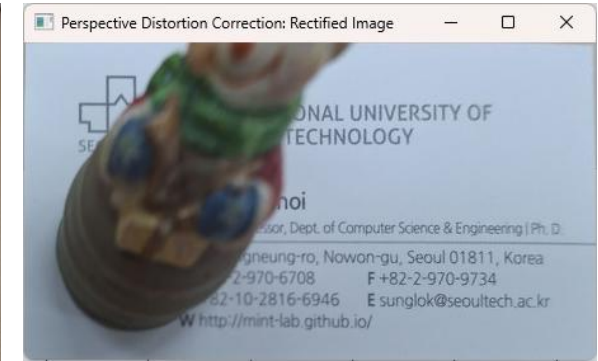 Perspective Distortion Correction: Rectified Image
ONAL UNIVERSITY OF
SE
TECHNOLOGY
noi
ssor, Dept. of Computer Science & Engineering | Ph. D.
gneung-ro, Nowon-gu, Seoul 01811, Korea
2-970-6708 F +82-2-970-9734
82-10-2816-6946 E sunglok@seoultech.ac.kr
W http://mint-lab.github.io/